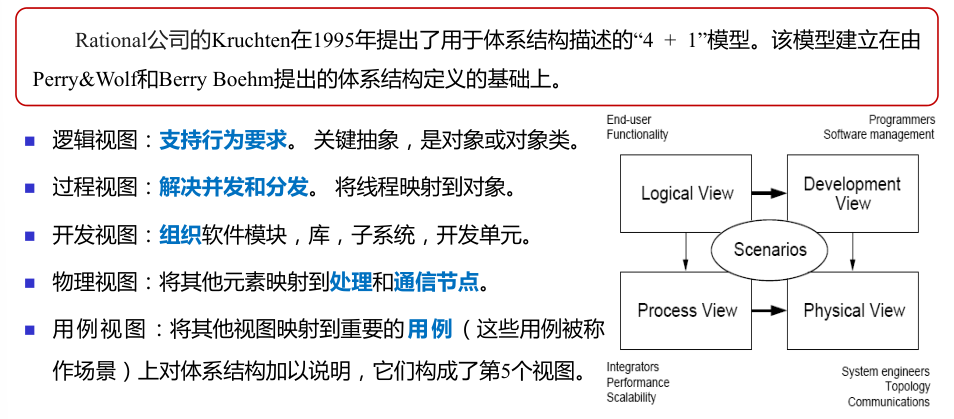 Rational公司的Kruchten在1995年提出了用于体系结构描述的“4 + 1”模型。该模型建立在由
Perry&Wolf和Berry Boehm提出的体系结构定义的基础上。
逻辑视图：支持行为要求。 关键抽象，是对象或对象类。
过程视图：解决并发和分发。 将线程映射到对象。
开发视图：组织软件模块，库，子系统，开发单元。
物理视图：将其他元素映射到处理和通信节点。
用例视图：将其他视图映射到重要的用例（这些用例被称
作场景）上对体系结构加以说明，它们构成了第5个视图。
End-user
Functionality
Programmers
Software management
Logical View
Development
View
Scenarios
Process View
Physical View
Integrators
Performance
Scalability
System engineers
Topology
Communications